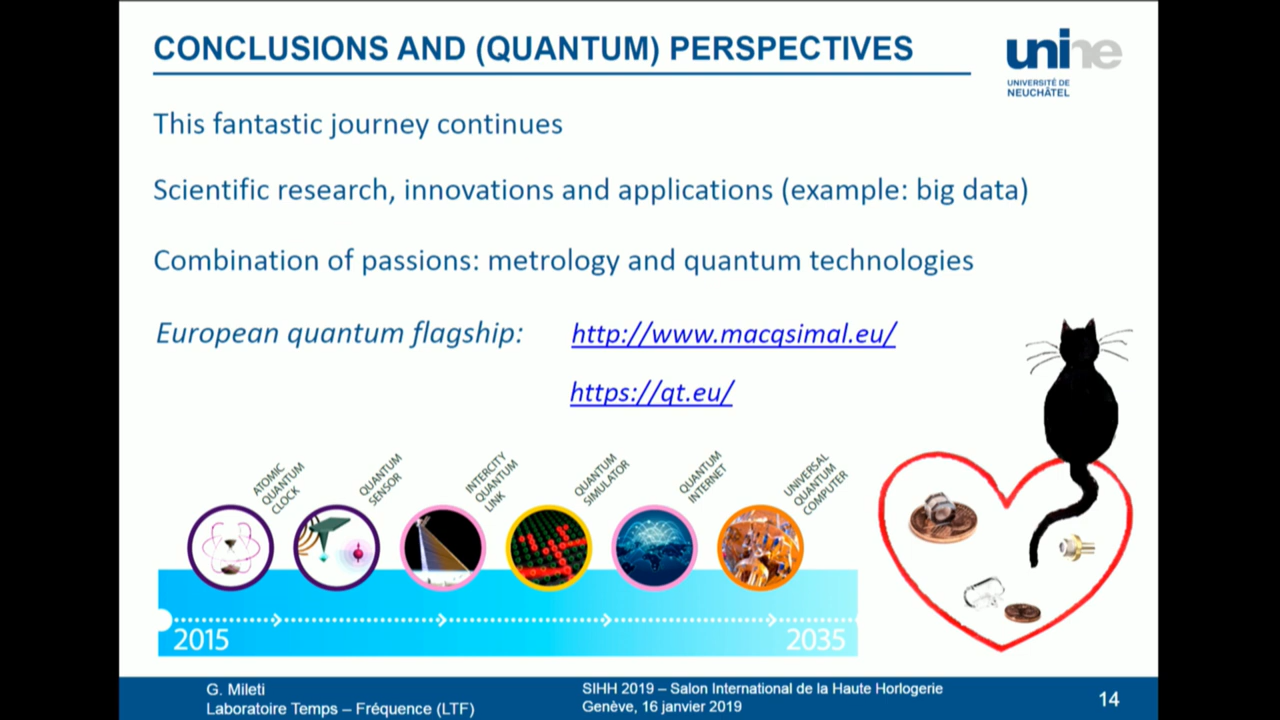 CONCLUSIONS AND (QUANTUM) PERSPECTIVES
unine
UNIVERSITÉ DE
NEUCHÂTEL
This fantastic journey continues
Scientific research, innovations and applications (example: big data)
Combination of passions: metrology and quantum technologies
European quantum flagship: http://www.macqsimal.eu/
https://qt.eu/
ATOMIC
QUANTUM
CLOCK
QUANTUM
SENSOR
INTERCITY
QUANTUM
LINK
QUANTUM
SIMULATOR
QUANTUM
INTERNET
UNIVERSAL
QUANTUM
COMPUTER
2015
2035
G. Mileti
Laboratoire Temps – Fréquence (LTF)
SIHH 2019 – Salon International de la Haute Horlogerie
Genève, 16 janvier 2019
14